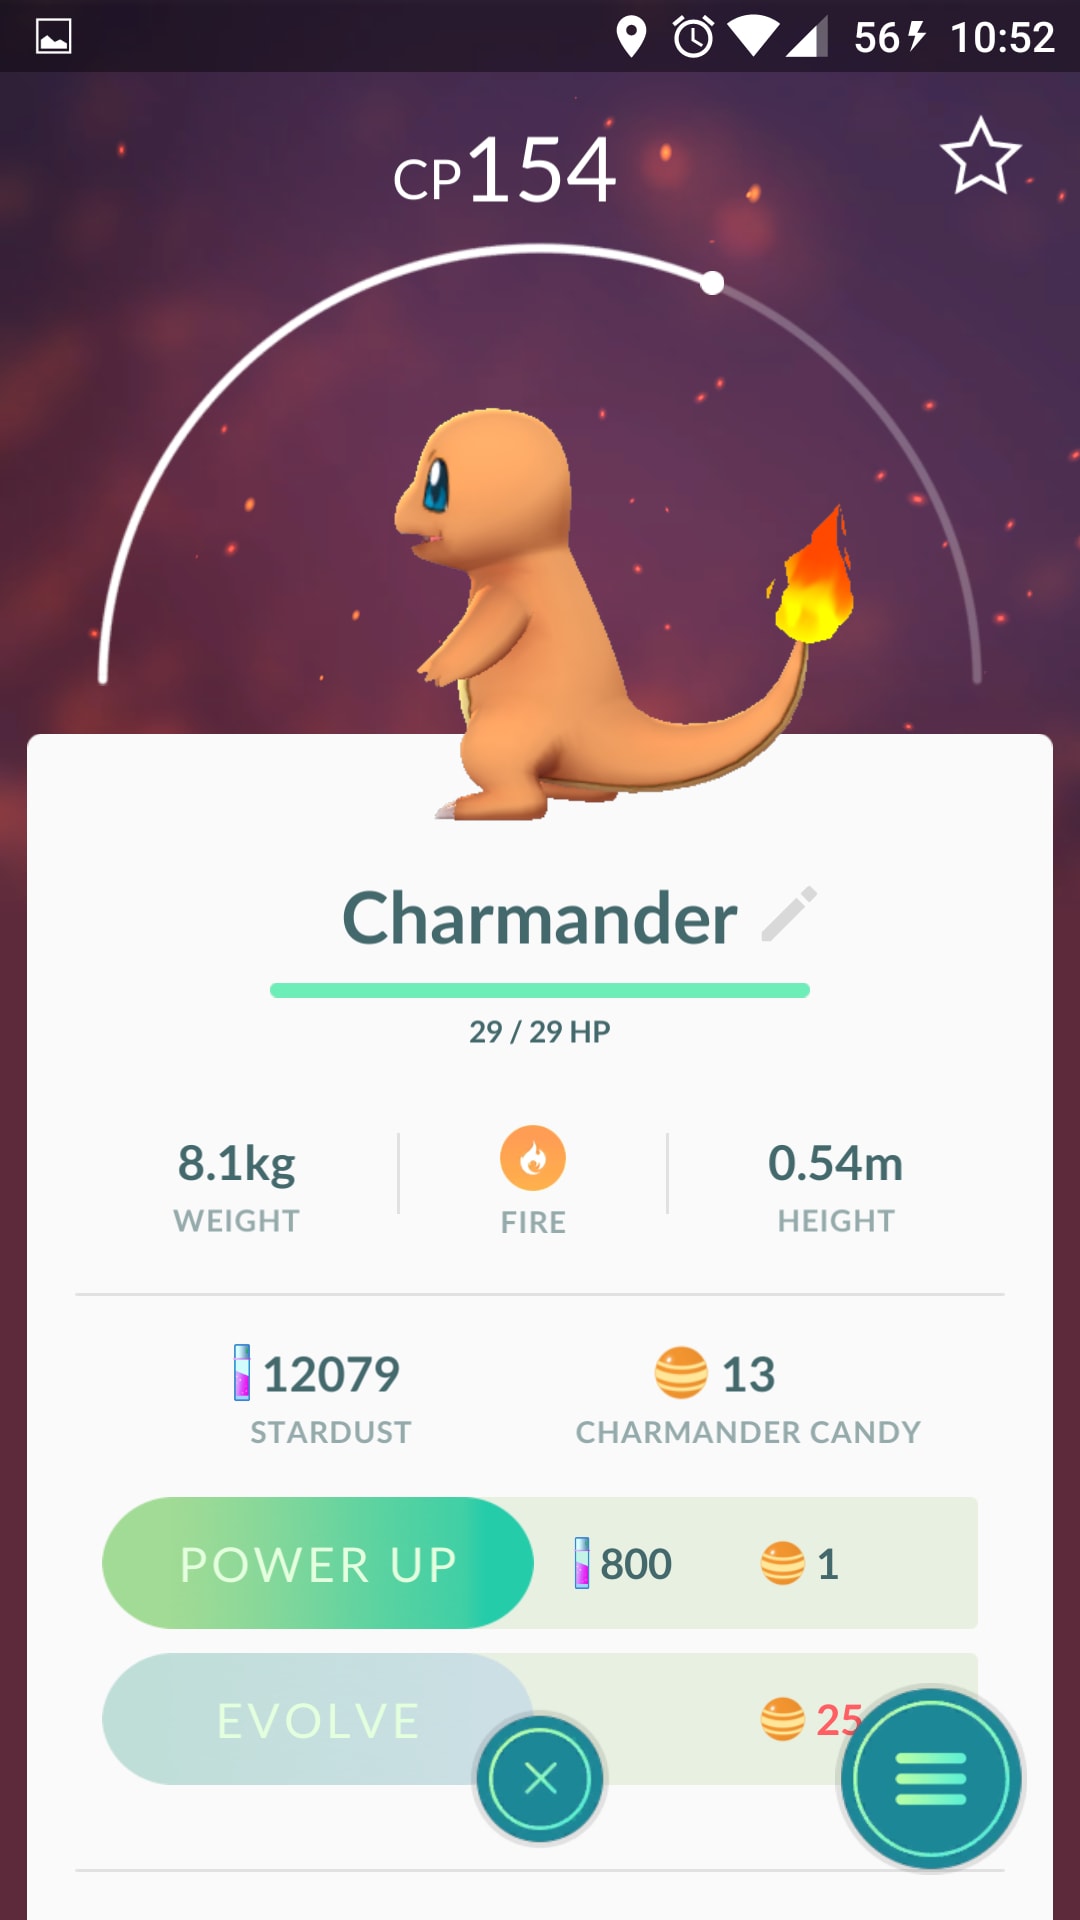 56 10:52
CP154
Charmander
29 / 29 HP
8.1kg
WEIGHT
FIRE
0.54m
HEIGHT
12079
STARDUST
13
CHARMANDER CANDY
POWER UP 800 1
EVOLVE 25